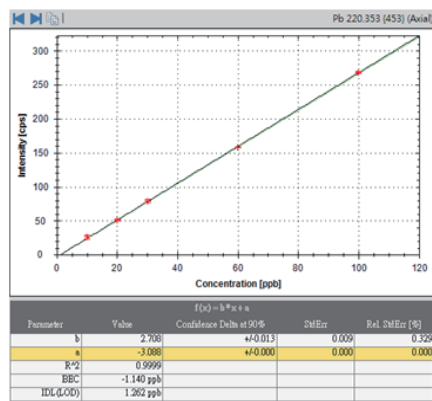 Pb 220.353 (453) (Axial)
300
250
200
150
100
50
0
Intensity [cps]
0 20 40 60 80 100 120
Concentration [ppb]
f(x) = b*x + a
Parameter Value Confidence Delta at 90% StdErr Rel. StdErr [%]
b 2.708 +/-0.013 0.009 0.329
a -3.088 +/-0.000 0.000 0.000
R^2 0.9999
BEC -1.140 ppb
IDL(LOD) 1.262 ppb